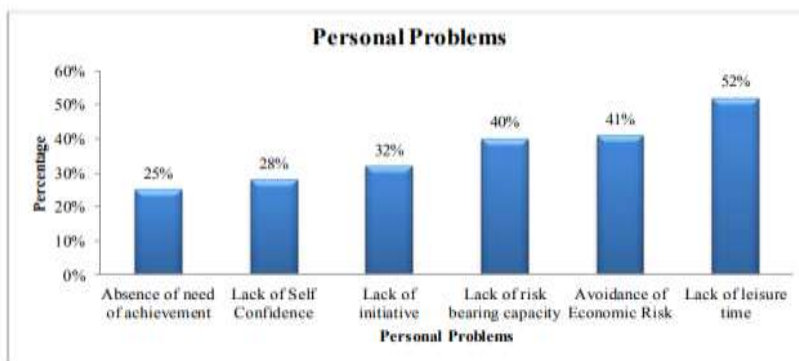 Personal Problems
60%
50%
40%
30%
20%
10%
0%
Percentage
25%
28%
32%
40%
41%
52%
Absence of need
of achievement
Lack of Self
Confidence
Lack of
initiative
Lack of risk
bearing capacity
Avoidance of
Economic Risk
Lack of leisure
time
Personal Problems